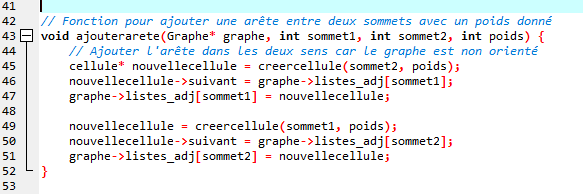 41
42 // Fonction pour ajouter une arête entre deux sommets avec un poids donné
43 void ajouterarete(Graphe* graphe, int sommet1, int sommet2, int poids) {
44 // Ajouter l'arête dans les deux sens car le graphe est non orienté
45 cellule* nouvellecellule = creercellule(sommet2, poids);
46 nouvellecellule->suivant = graphe->listes_adj[sommet1];
47 graphe->listes_adj[sommet1] = nouvellecellule;
48
49 nouvellecellule = creercellule(sommet1, poids);
50 nouvellecellule->suivant = graphe->listes_adj[sommet2];
51 graphe->listes_adj[sommet2] = nouvellecellule;
52 }
53